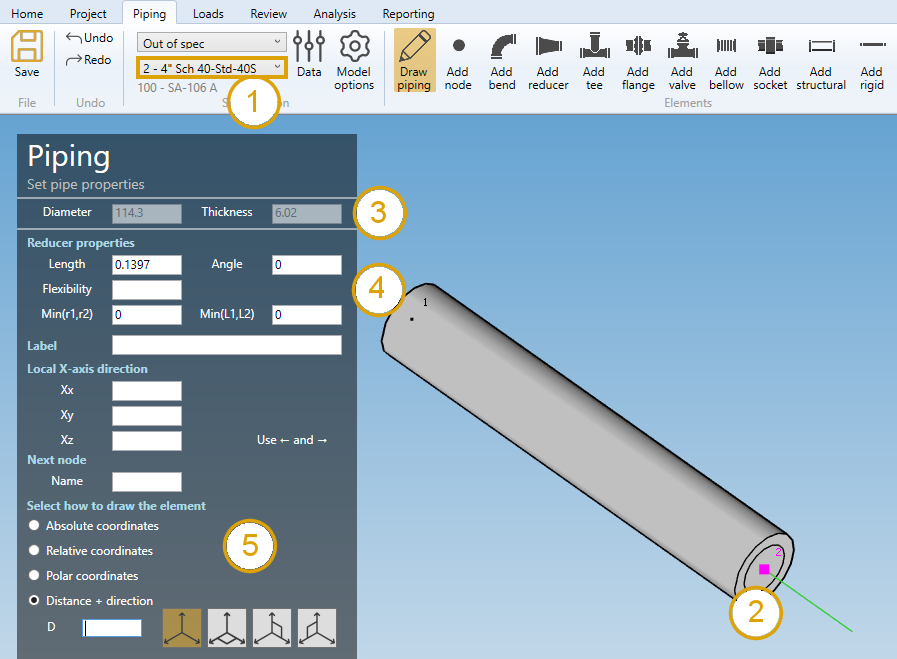 Home Project Piping Loads Review Analysis Reporting
Out of spec
2 - 4" Sch 40-Std-40S
100 - SA-106 A
Save
Undo
Redo
Data
Model options
Draw piping
Add node
Add bend
Add reducer
Add tee
Add flange
Add valve
Add bellow
Add socket
Add structural
Add rigid
File Undo Elements
1
Piping
Set pipe properties
Diameter 114.3 Thickness 6.02
3
Reducer properties
Length 0.1397 Angle 0
Flexibility
4
Min(r1,r2) 0 Min(L1,L2) 0
Label
Local X-axis direction
Xx
Xy
Xz Use ← and →
Next node
Name
Select how to draw the element
Absolute coordinates
Relative coordinates
5
Polar coordinates
Distance + direction
D
1
2
2